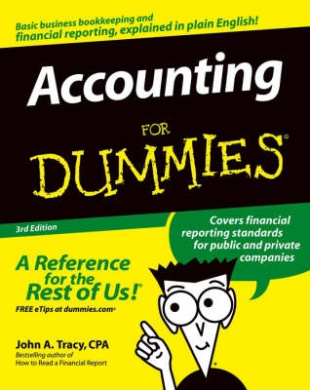 Basic business bookkeeping and
financial reporting, explained in plain English!
Accounting
FOR
DUMMIES®
3rd Edition
Covers financial
reporting standards
for public and private
companies
A Reference
for the
Rest of Us!®
FREE eTips at dummies.com®
John A. Tracy, CPA
Bestselling author of
How to Read a Financial Report